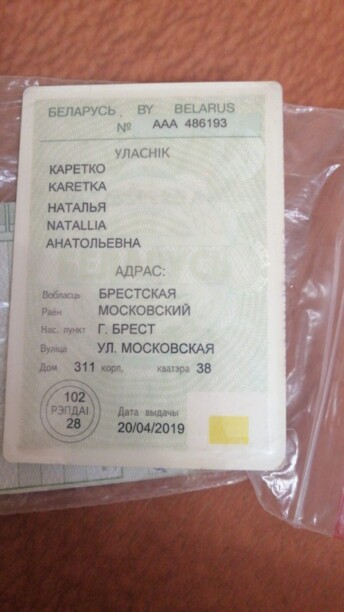 БЕЛАРУСЬ BY BELARUS
№ ААА 486193
УЛАСНІК
КАРЕТКО
KARETKA
НАТАЛЬЯ
NATALLIA
АНАТОЛЬЕВНА
АДРАС:
Вобласць БРЕСТСКАЯ
Раён МОСКОВСКИЙ
Нас. пункт Г. БРЕСТ
Вуліца УЛ. МОСКОВСКАЯ
Дом 311 корп. кватэра 38
102
РЭПДАІ
28
Дата выдачы
20/04/2019